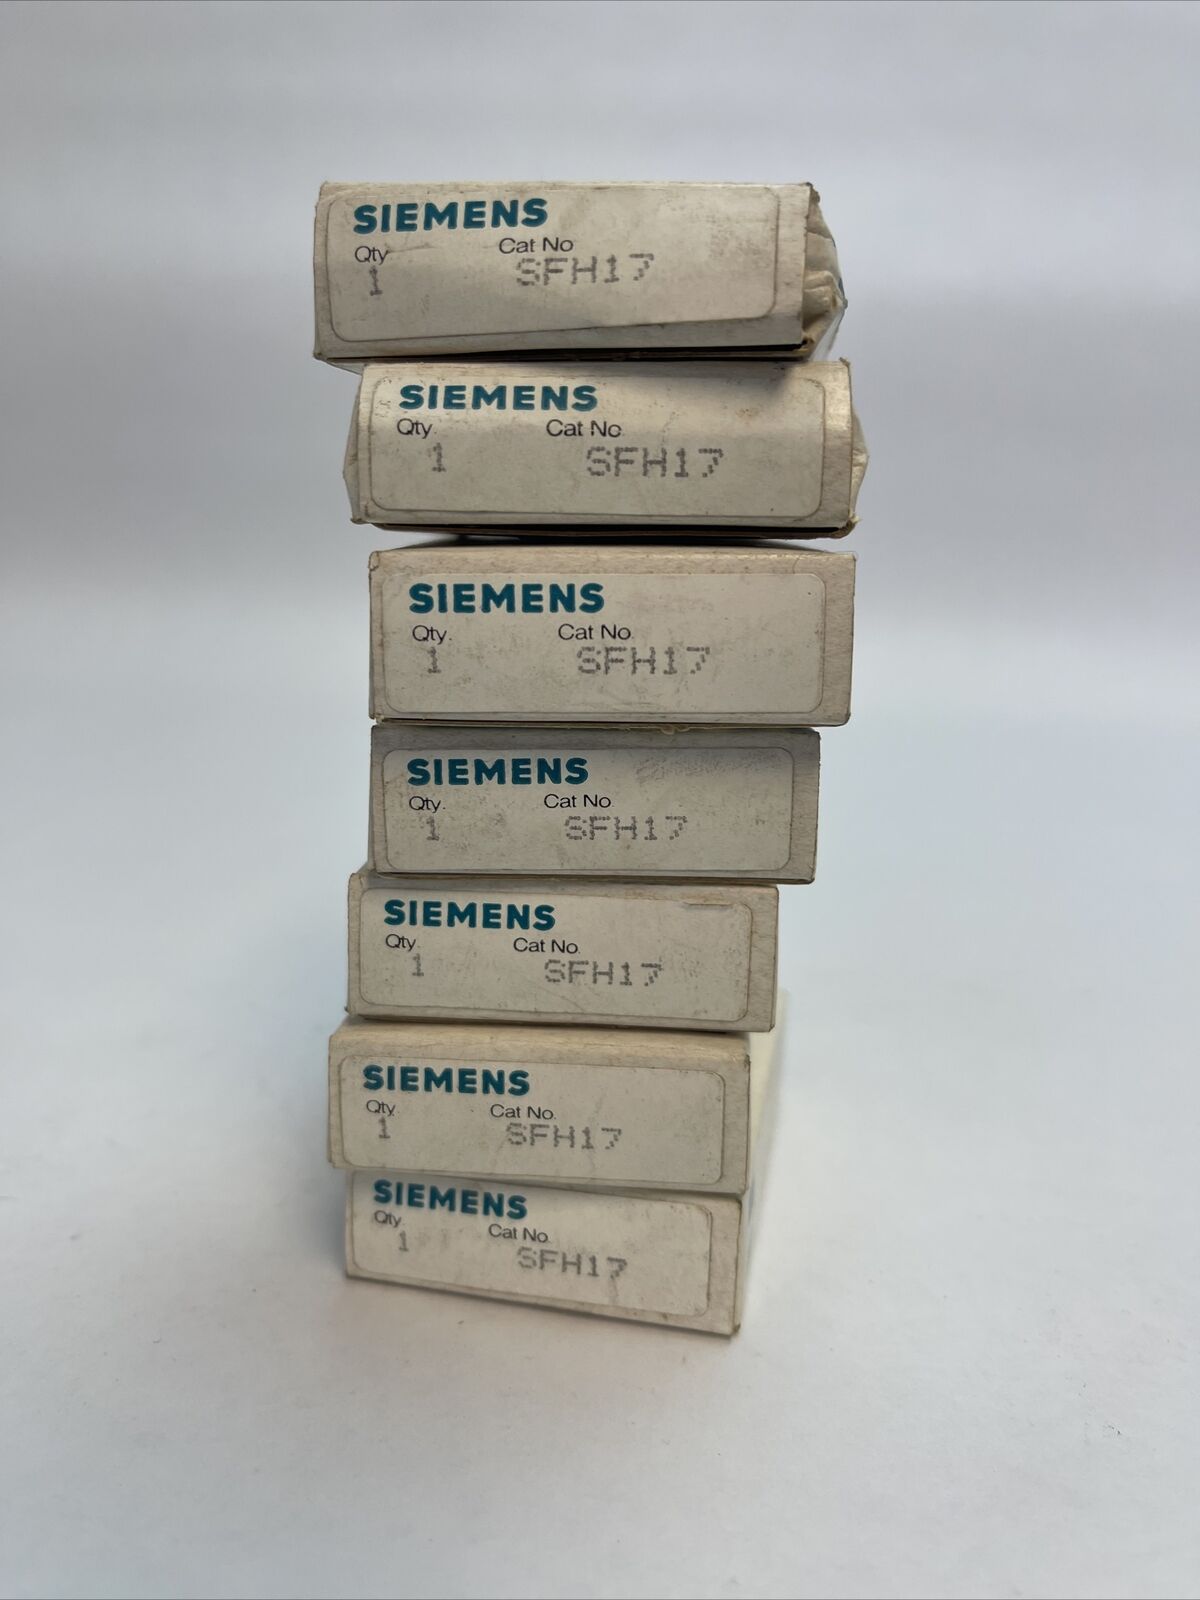 SIEMENS
Qty Cat No
1 SFH17
SIEMENS
Qty. Cat No
1 SFH17
SIEMENS
Qty. Cat No.
1 SFH17
SIEMENS
Qty. Cat No.
1 SFH17
SIEMENS
Qty. Cat No.
1 SFH17
SIEMENS
Qty. Cat No.
1 SFH17
SIEMENS
Qty. Cat No.
1 SFH17